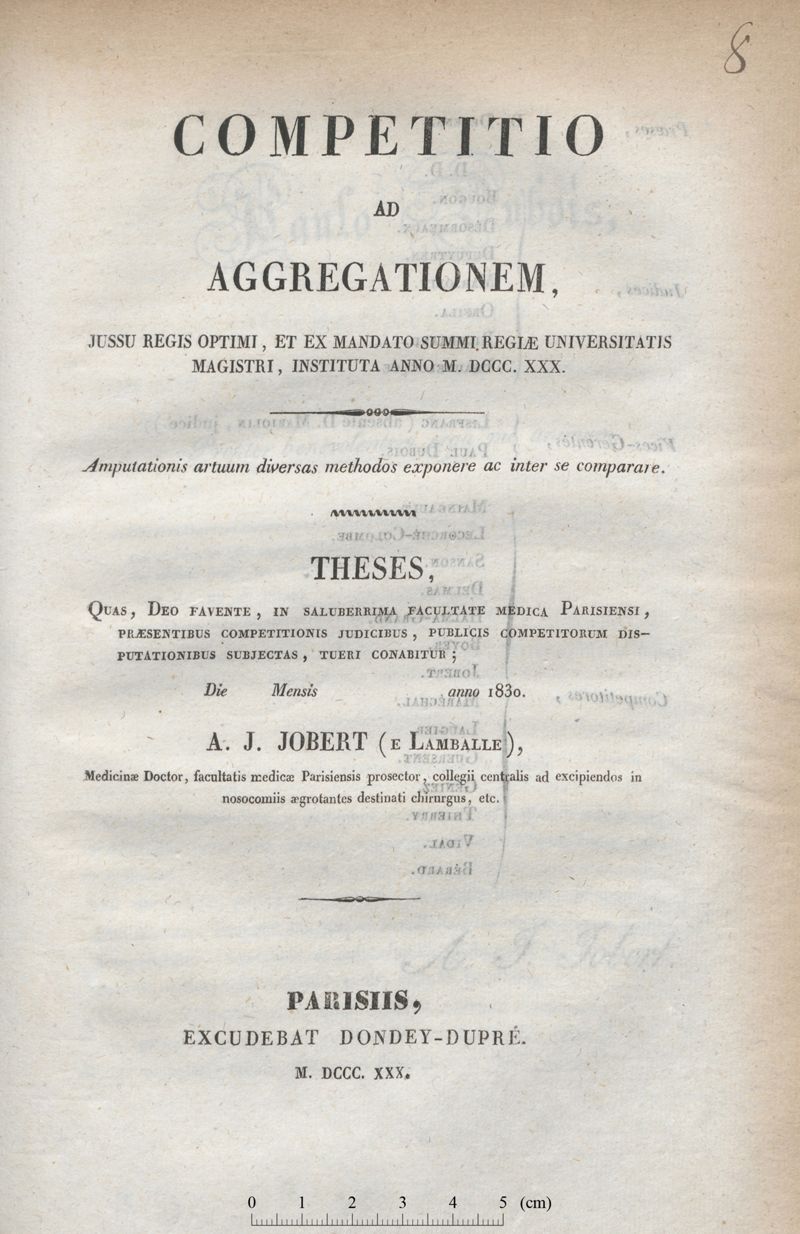 8
COMPETITIO
AD
AGGREGATIONEM,
JUSSU REGIS OPTIMI, ET EX MANDATO SUMMI REGIÆ UNIVERSITATIS
MAGISTRI, INSTITUTA ANNO M. DCCC. XXX.
Amputationis artuum diversas methodos exponere ac inter se comparare.
THESES,
QUAS, DEO FAVENTE, IN SALUBERRIMA FACULTATE MEDICA PARISIENSI,
PRÆSENTIBUS COMPETITIONIS JUDICIBUS, PUBLICIS COMPETITORUM DIS-
PUTATIONIBUS SUBJECTAS, TUERI CONABITUR;
Die Mensis anno 1830.
A. J. JOBERT (E LAMBALLE),
Medicinæ Doctor, facultatis medicæ Parisiensis prosector, collegii centralis ad excipiendos in
nosocomiis ægrotantes destinati chirurgus, etc.
PARISIIS,
EXCUDEBAT DONDEY-DUPRÉ.
M. DCCC. XXX.
0 1 2 3 4 5 (cm)